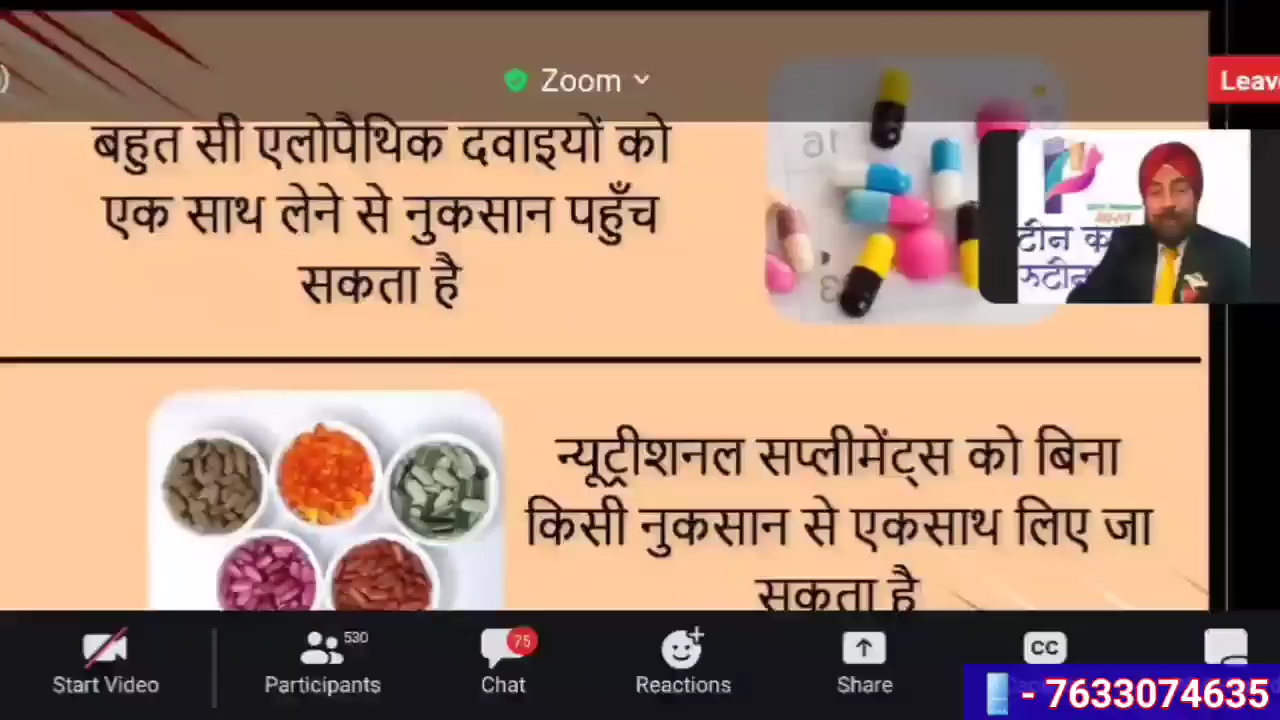 Zoom
Leave
बहुत सी एलोपैथिक दवाइयों को
एक साथ लेने से नुकसान पहुँच
सकता है
टीन क
रुटीन
न्यूट्रीशनल सप्लीमेंट्स को बिना
किसी नुकसान से एकसाथ लिए जा
सकता है
530
75
CC
Start Video
Participants
Chat
Reactions
Share
- 7633074635